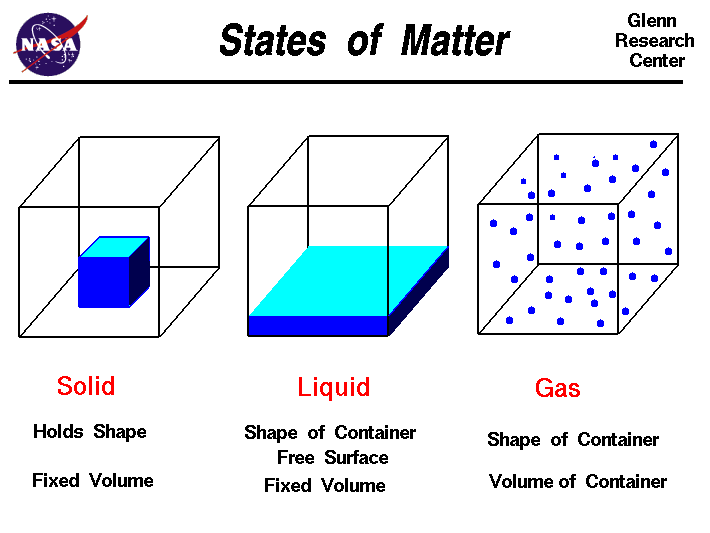 NASA
States of Matter
Glenn
Research
Center
Solid
Holds Shape
Fixed Volume
Liquid
Shape of Container
Free Surface
Fixed Volume
Gas
Shape of Container
Volume of Container